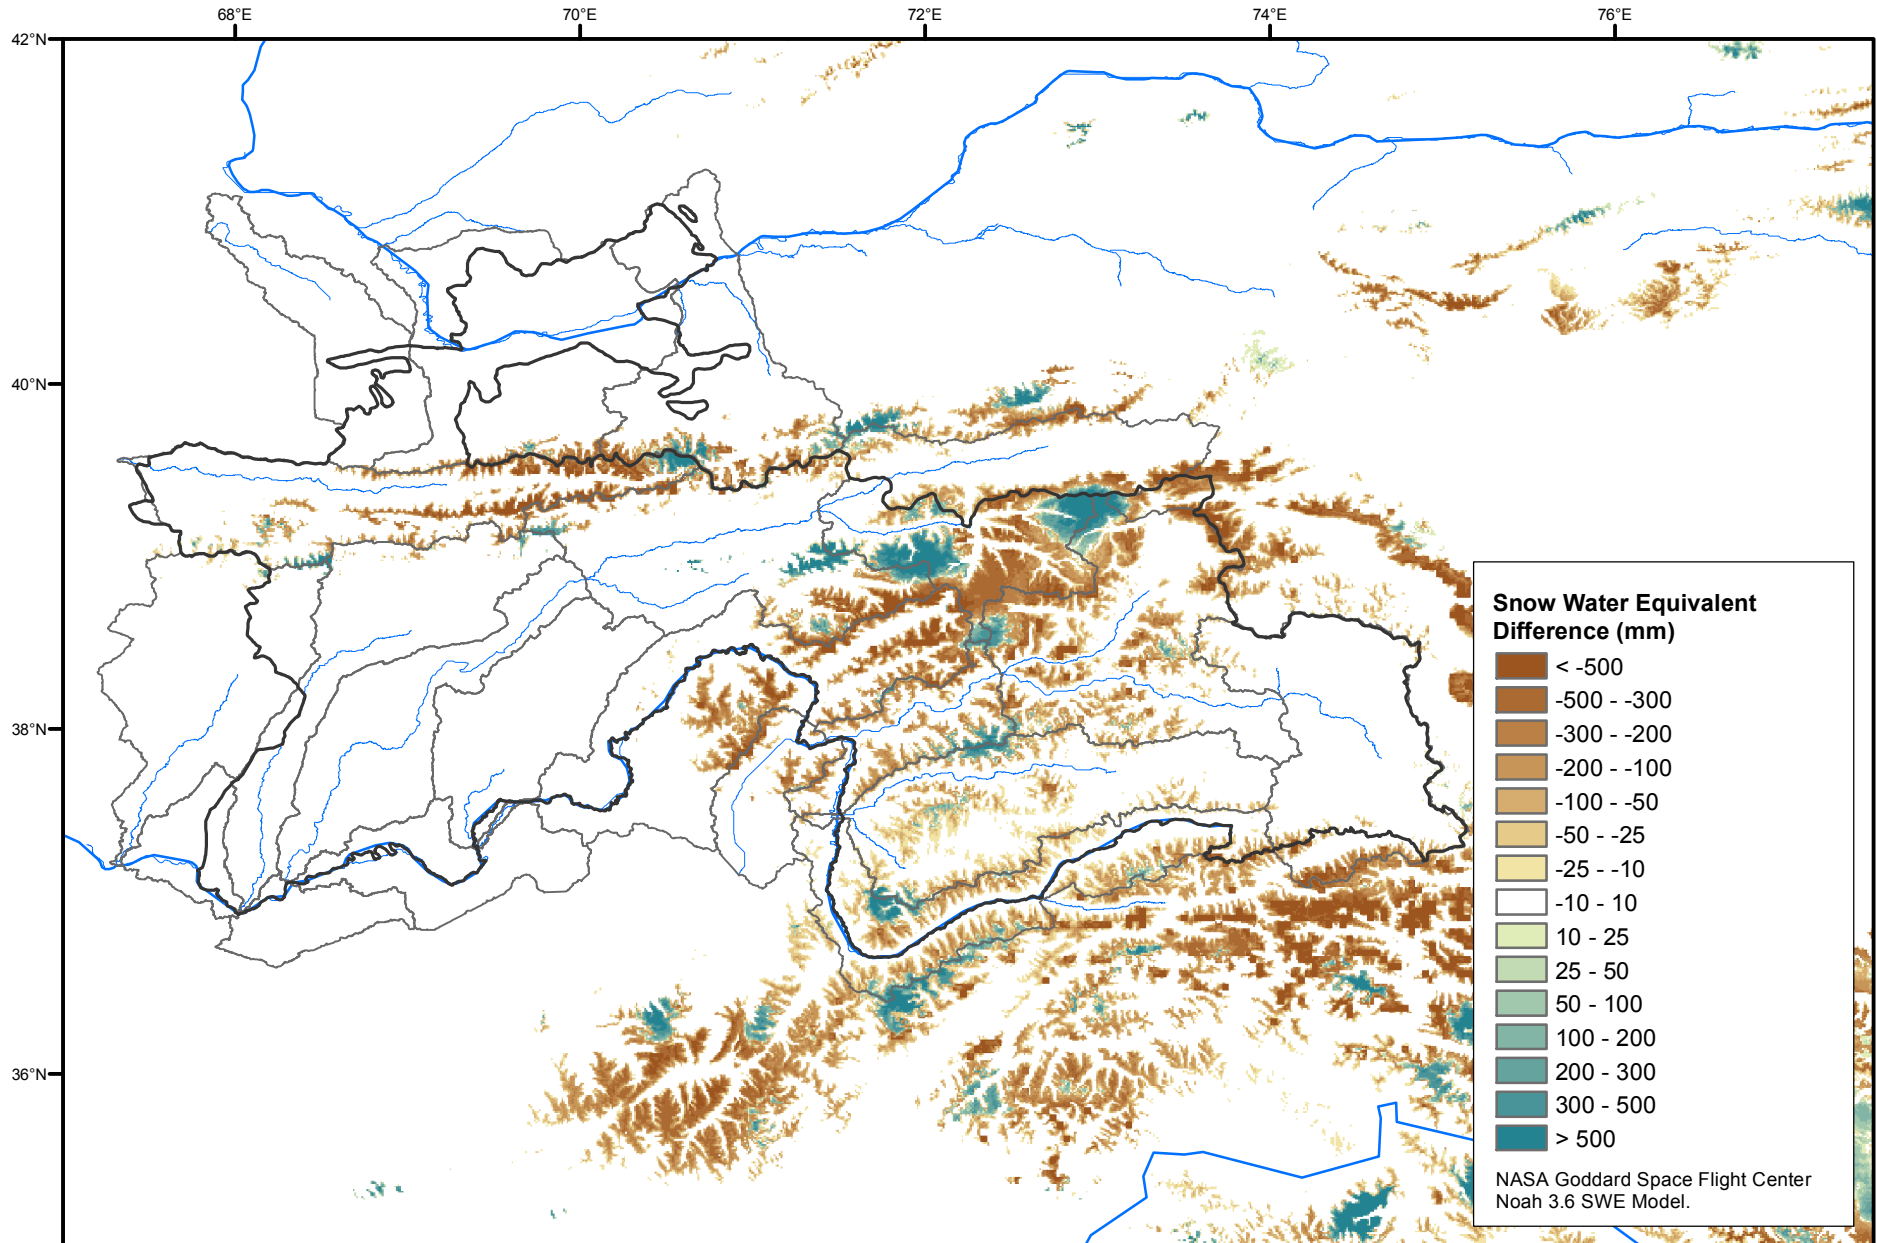 68°E
70°E
72°E
74°E
76°E
42°N
40°N
38°N
36°N
Snow Water Equivalent
Difference (mm)
< -500
-500 - -300
-300 - -200
-200 - -100
-100 - -50
-50 - -25
-25 - -10
-10 - 10
10 - 25
25 - 50
50 - 100
100 - 200
200 - 300
300 - 500
> 500
NASA Goddard Space Flight Center
Noah 3.6 SWE Model.